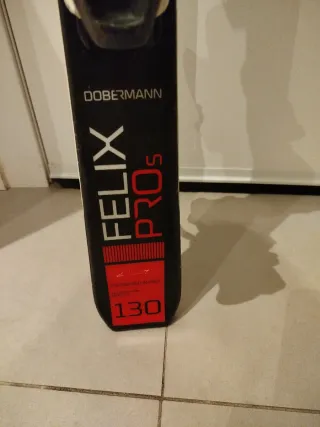 DOBERMANN
FELIX
PROs
130